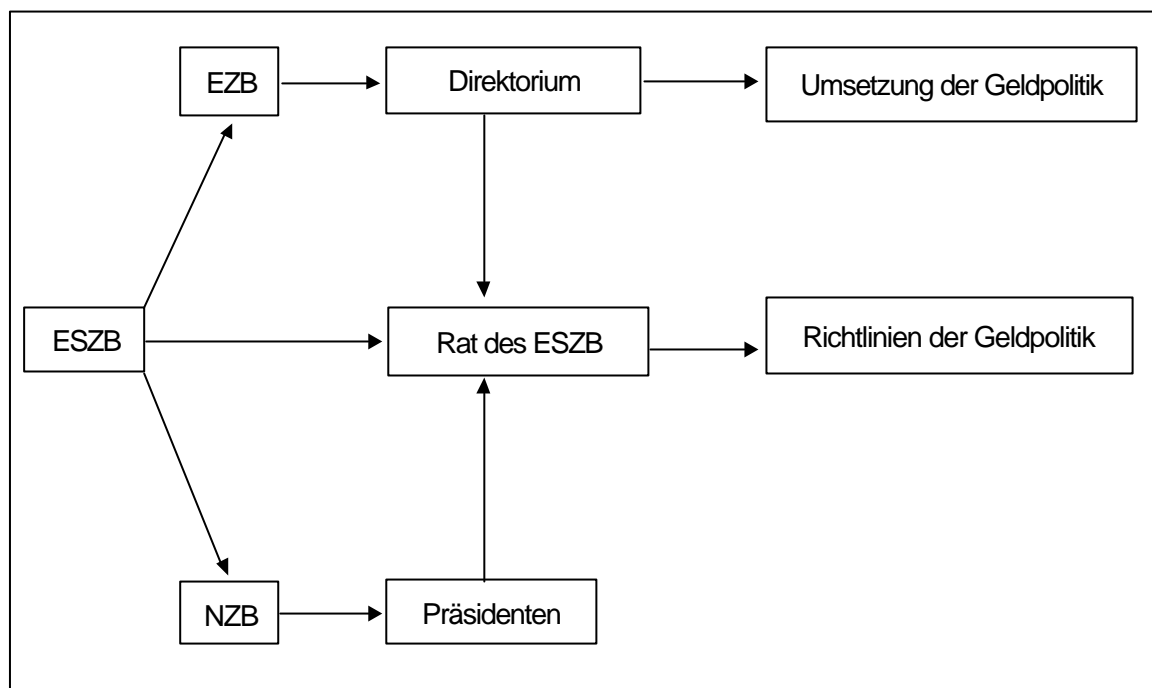 EZB
Direktorium
Umsetzung der Geldpolitik
ESZB
Rat des ESZB
Richtlinien der Geldpolitik
NZB
Präsidenten